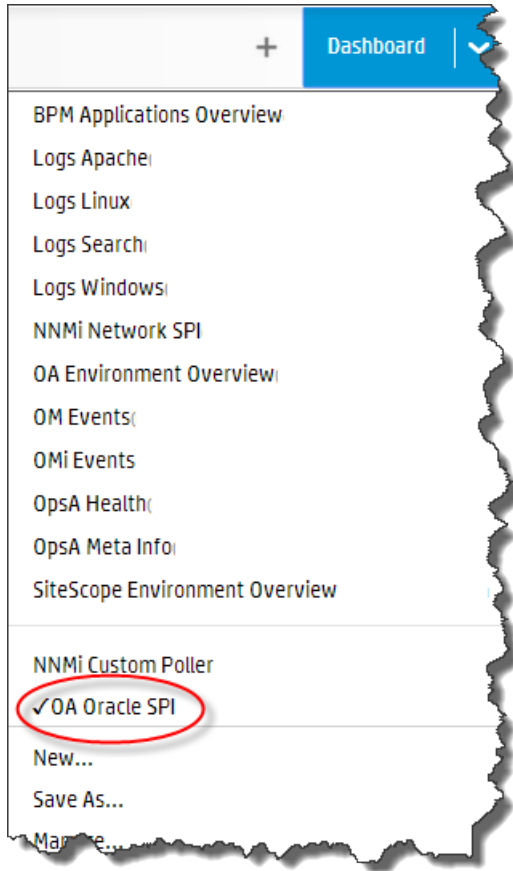 + Dashboard
BPM Applications Overview
Logs Apache
Logs Linux
Logs Search
Logs Windows
NNMi Network SPI
OA Environment Overview
OM Events
OMi Events
OpsA Health
OpsA Meta Info
SiteScope Environment Overview
NNMi Custom Poller
✓OA Oracle SPI
New...
Save As...